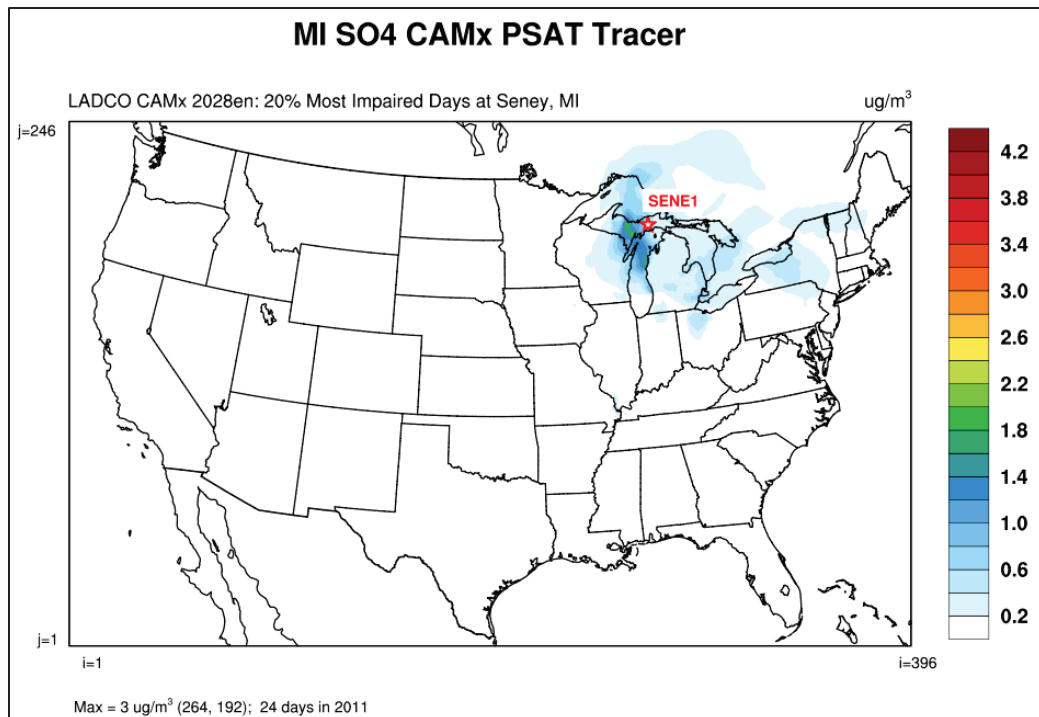 MI SO4 CAMx PSAT Tracer
LADCO CAMx 2028en: 20% Most Impaired Days at Seney, MI
ug/m³
j=246
SENE1
4.2
3.8
3.4
3.0
2.6
2.2
1.8
1.4
1.0
0.6
0.2
j=1
i=1
i=396
Max = 3 ug/m³ (264, 192); 24 days in 2011